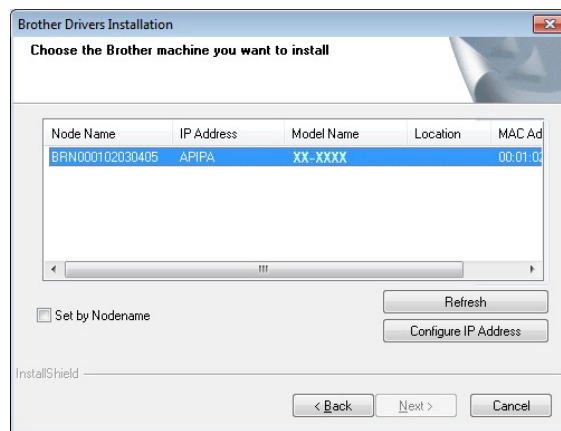 Brother Drivers Installation
Choose the Brother machine you want to install
Node Name IP Address Model Name Location MAC Ad
BRN000102030405 APIPA XX-XXXX 00:01:02
Set by Nodename
Refresh
Configure IP Address
InstallShield
< Back Next > Cancel